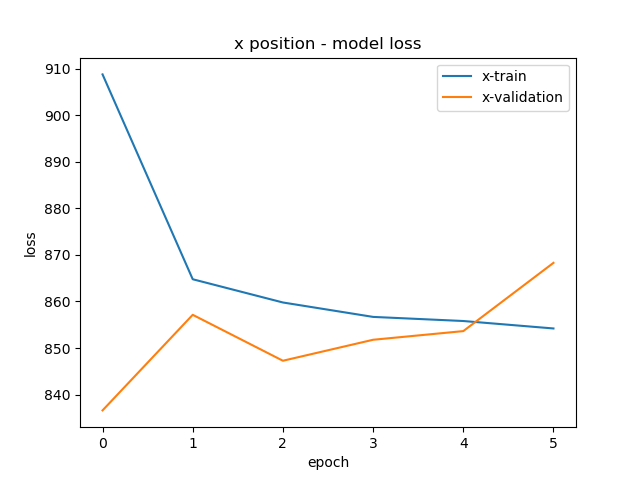 x position - model loss
x-train
x-validation
910
900
890
880
870
860
850
840
loss
0 1 2 3 4 5
epoch